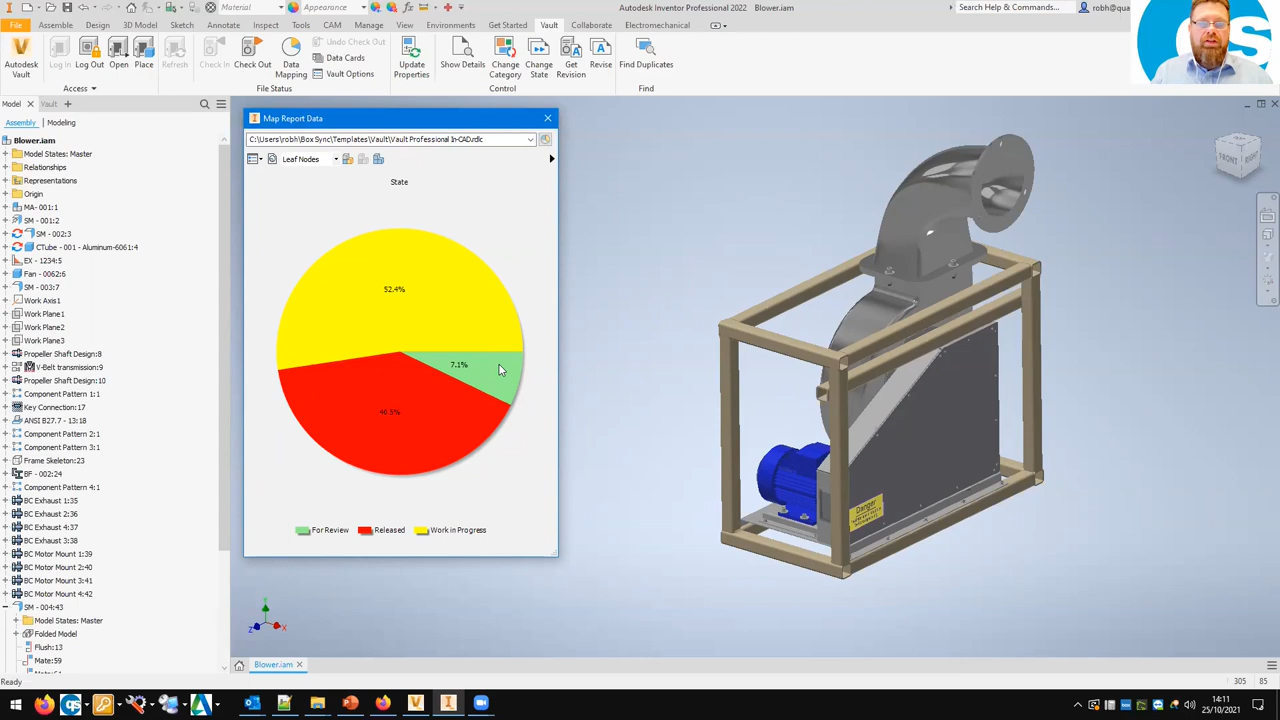 Material
Appearance
Autodesk Inventor Professional 2022
Blower.iam
Search Help & Commands...
robh@qua
File
Assembly
Design
3D Model
Sketch
Annotate
Inspect
Tools
CAM
Manage
View
Environments
Get Started
Vault
Collaborate
Electromechanical
Autodesk
Vault
Log In
Log Out
Open
Place
Refresh
Check In
Check Out
Data
Mapping
Undo Check Out
Data Cards
Vault Options
Update
Properties
Show Details
Change
Category
Change
State
Get
Revision
Revise
Find Duplicates
Access
File Status
Control
Find
Model
Vault
Assembly
Modeling
Blower.iam
Model States: Master
Relationships
Representations
Origin
MA- 001:1
SM - 001:2
SM - 002:3
CTube - 001 - Aluminum-6061:4
EX - 1234:5
Fan - 0062:6
SM - 003:7
Work Axis1
Work Plane1
Work Plane2
Work Plane3
Propeller Shaft Design:8
V-Belt transmission:9
Propeller Shaft Design:10
Component Pattern 1:1
Key Connection:17
ANSI B27.7 - 13:18
Component Pattern 2:1
Component Pattern 3:1
Frame Skeleton:23
BF - 002:24
Component Pattern 4:1
BC Exhaust 1:35
BC Exhaust 2:36
BC Exhaust 4:37
BC Exhaust 3:38
BC Motor Mount 1:39
BC Motor Mount 2:40
BC Motor Mount 3:41
BC Motor Mount 4:42
SM - 004:43
Model States: Master
Folded Model
Flush:13
Mate:59
Map Report Data
C:\Users\robh\Box Sync\Templates\Vault\Vault Professional In-CAD.rdlc
Leaf Nodes
State
52.4%
7.1%
40.5%
For Review
Released
Work in Progress
FRONT
RIGHT
Danger
Y
Z
X
Blower.iam
305
85
14:11
25/10/2021